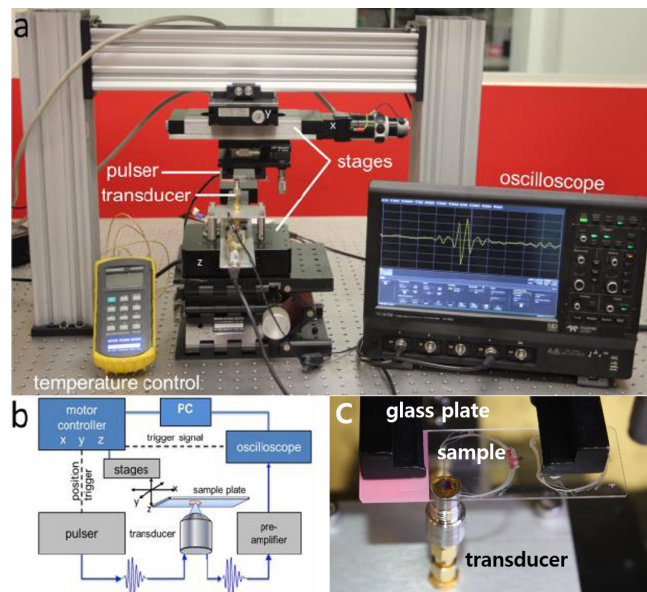 a
y
x
pulser
stages
transducer
oscilloscope
z
temperature control
b
motor
controller
x y z
PC
trigger signal
oscilloscope
stages
position
trigger
x
y
z
sample plate
pulser
transducer
pre-
amplifier
C
glass plate
sample
transducer